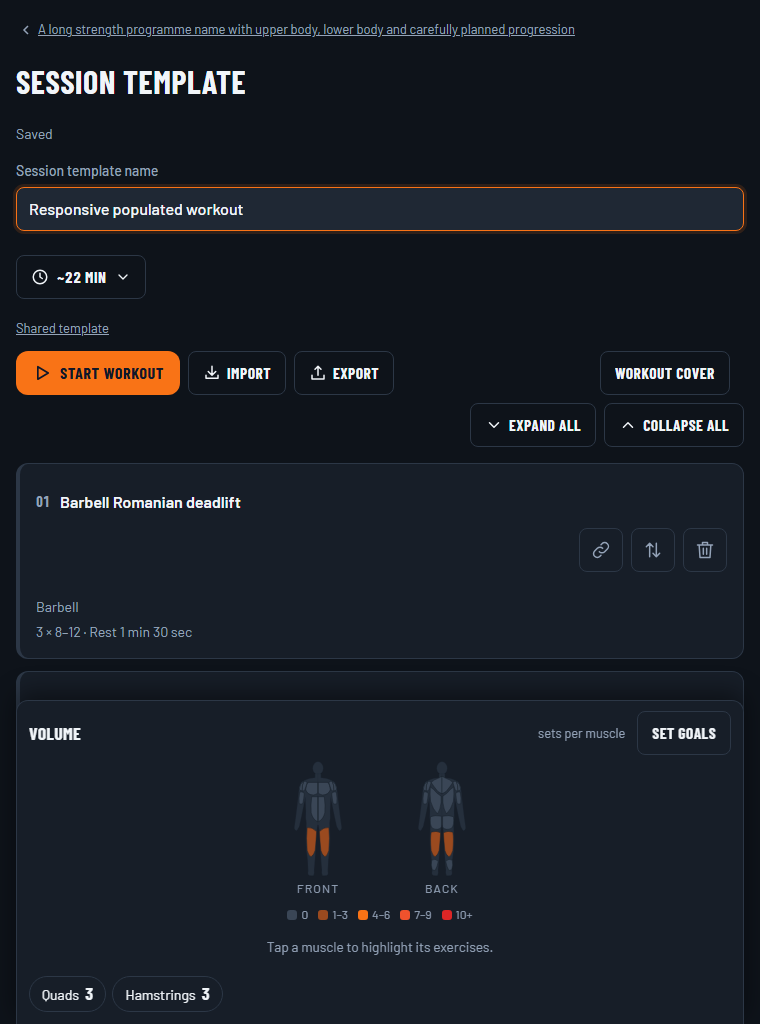 A long strength programme name with upper body, lower body and carefully planned progression
SESSION TEMPLATE
Saved
Session template name
Responsive populated workout
~22 MIN
Shared template
START WORKOUT
IMPORT
EXPORT
WORKOUT COVER
EXPAND ALL
COLLAPSE ALL
01 Barbell Romanian deadlift
Barbell
3 × 8–12 · Rest 1 min 30 sec
VOLUME
sets per muscle
SET GOALS
FRONT
BACK
0 1–3 4–6 7–9 10+
Tap a muscle to highlight its exercises.
Quads 3
Hamstrings 3